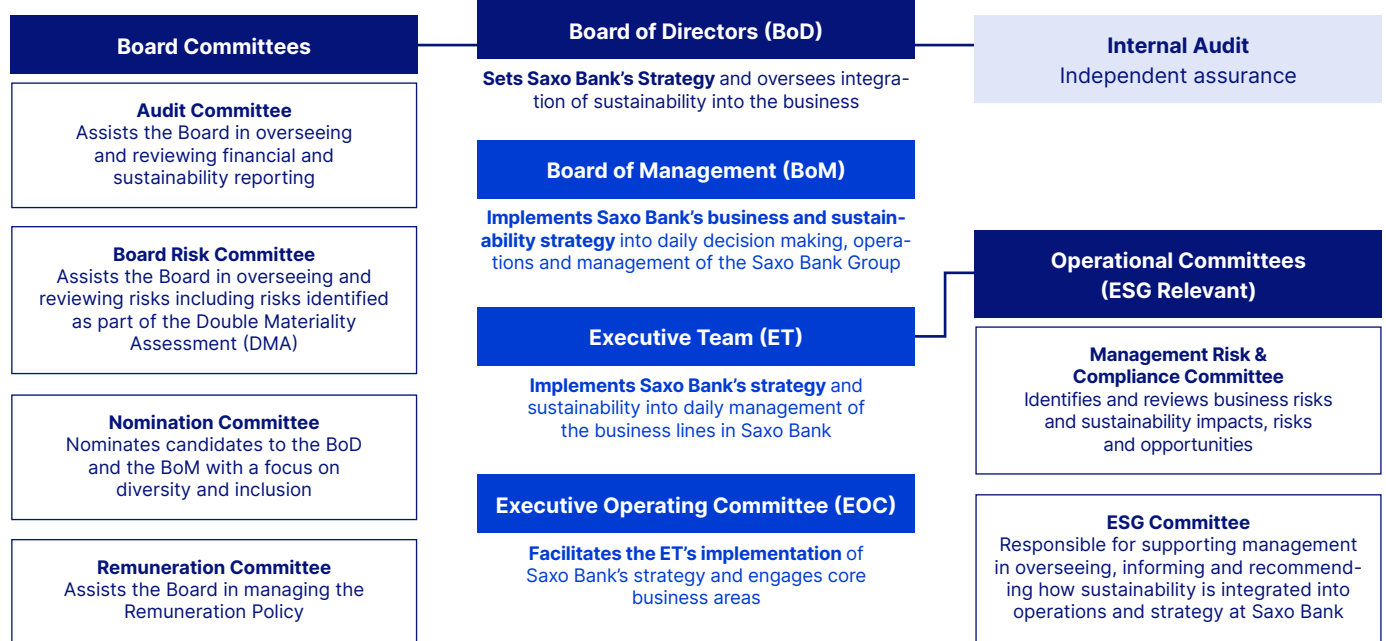 Board Committees
Audit Committee
Assists the Board in overseeing
and reviewing financial and
sustainability reporting
Board Risk Committee
Assists the Board in overseeing and
reviewing risks including risks identified
as part of the Double Materiality
Assessment (DMA)
Nomination Committee
Nominates candidates to the BoD
and the BoM with a focus on
diversity and inclusion
Remuneration Committee
Assists the Board in managing the
Remuneration Policy
Board of Directors (BoD)
Sets Saxo Bank’s Strategy and oversees integra-
tion of sustainability into the business
Board of Management (BoM)
Implements Saxo Bank’s business and sustain-
ability strategy into daily decision making, opera-
tions and management of the Saxo Bank Group
Executive Team (ET)
Implements Saxo Bank’s strategy and
sustainability into daily management of
the business lines in Saxo Bank
Executive Operating Committee (EOC)
Facilitates the ET’s implementation of
Saxo Bank’s strategy and engages core
business areas
Internal Audit
Independent assurance
Operational Committees
(ESG Relevant)
Management Risk &
Compliance Committee
Identifies and reviews business risks
and sustainability impacts, risks
and opportunities
ESG Committee
Responsible for supporting management
in overseeing, informing and recommend-
ing how sustainability is integrated into
operations and strategy at Saxo Bank